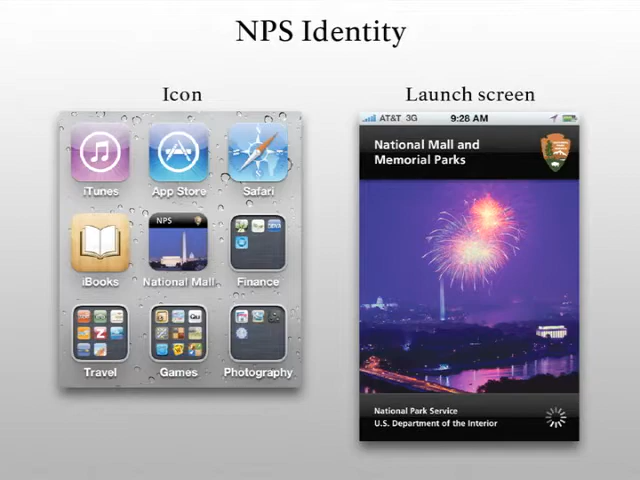 NPS Identity
Icon
Launch screen
iTunes
App Store
Safari
NPS
iBooks
National Mall
Finance
Travel
Games
Photography
AT&T 3G
9:28 AM
National Mall and
Memorial Parks
National Park Service
U.S. Department of the Interior